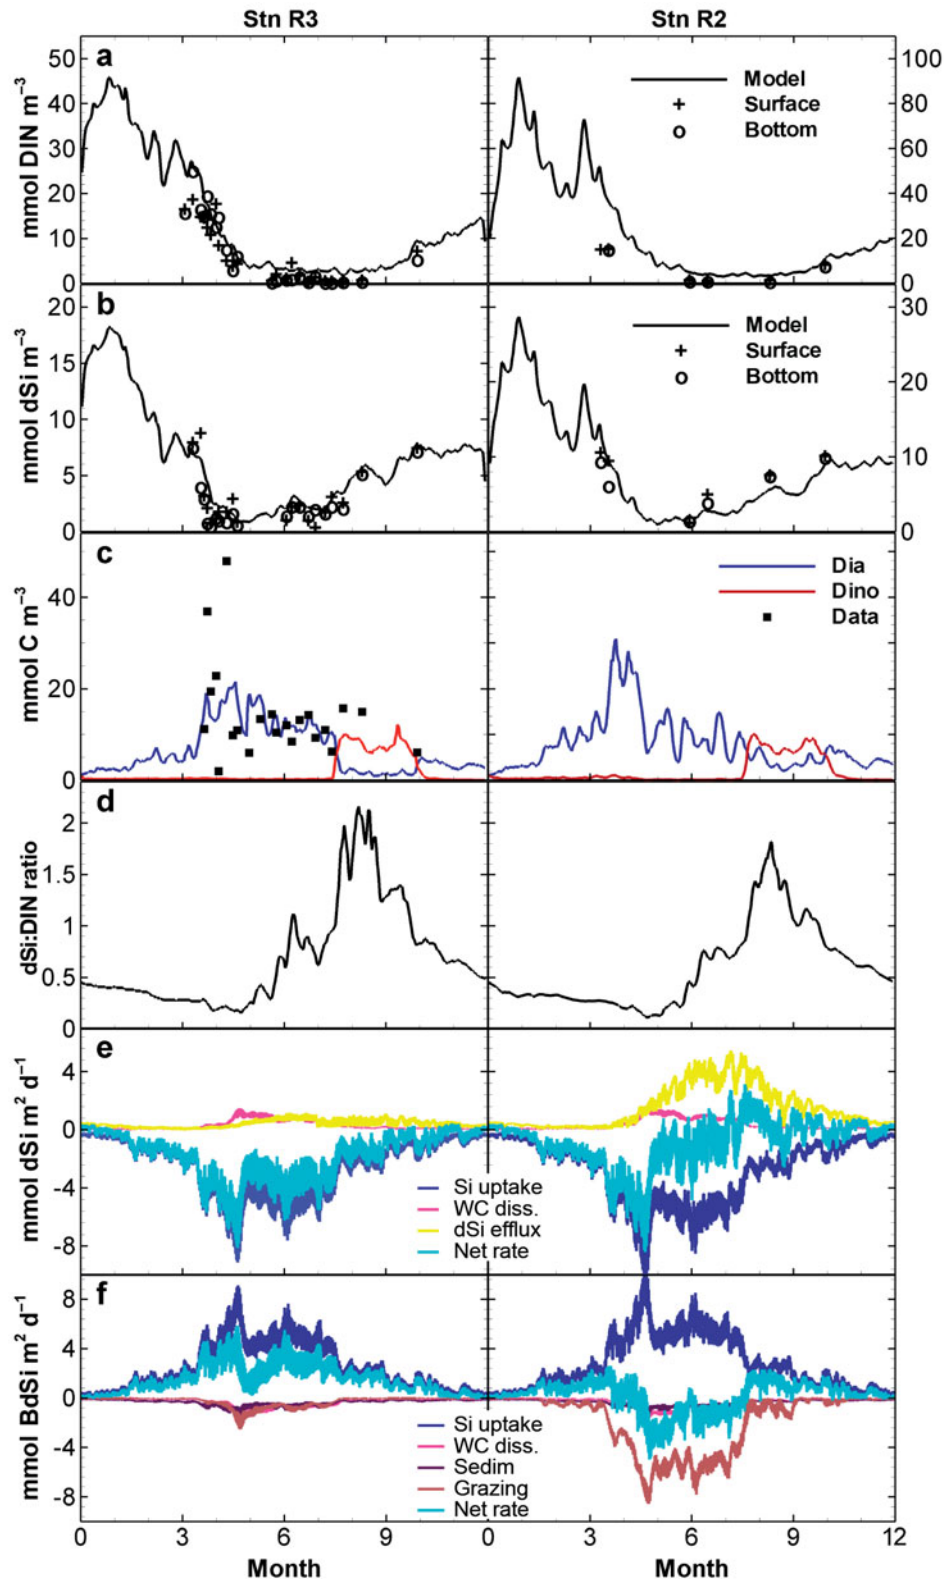 Stn R3
Stn R2
a
mmol DIN m−3
50
40
30
20
10
0
Model
Surface
Bottom
100
80
60
40
20
0
b
mmol dSi m−3
20
15
10
5
0
Model
Surface
Bottom
30
20
10
0
c
mmol C m−3
40
20
0
Dia
Dino
Data
d
dSi:DIN ratio
2
1.5
1
0.5
0
e
mmol dSi m2 d−1
4
0
-4
-8
Si uptake
WC diss.
dSi efflux
Net rate
f
mmol BdSi m2 d−1
8
4
0
-4
-8
Si uptake
WC diss.
Sedim
Grazing
Net rate
0 3 6 9 0 3 6 9 12
Month
Month